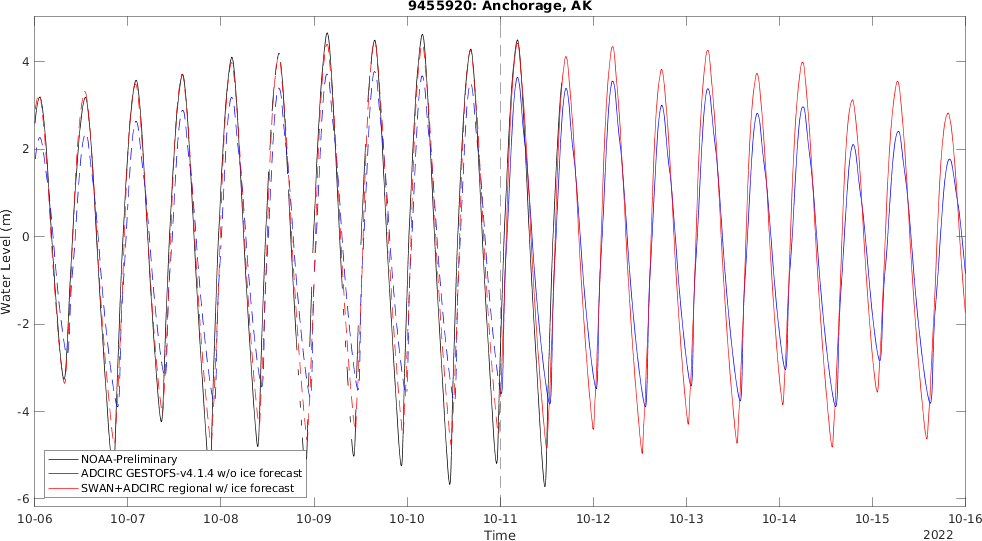 9455920: Anchorage, AK
4
2
0
-2
-4
-6
Water Level (m)
NOAA-Preliminary
ADCIRC GESTOFS-v4.1.4 w/o ice forecast
SWAN+ADCIRC regional w/ ice forecast
10-06 10-07 10-08 10-09 10-10 10-11 10-12 10-13 10-14 10-15 10-16
Time
2022